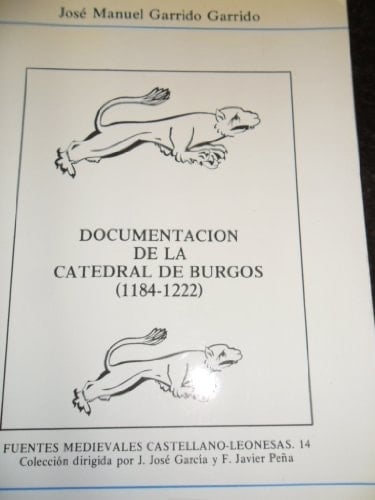 José Manuel Garrido Garrido
DOCUMENTACION
DE LA
CATEDRAL DE BURGOS
(1184-1222)
FUENTES MEDIEVALES CASTELLANO-LEONESAS. 14
Colección dirigida por J. José García y F. Javier Peña